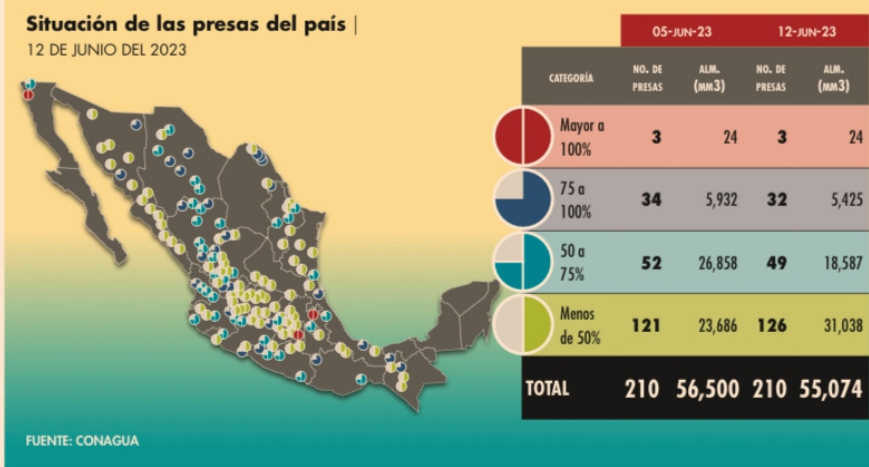 Situación de las presas del país |
12 DE JUNIO DEL 2023
05-JUN-23 12-JUN-23
CATEGORÍA NO. DE PRESAS ALM. (MM3) NO. DE PRESAS ALM. (MM3)
Mayor a 100% 3 24 3 24
75 a 100% 34 5,932 32 5,425
50 a 75% 52 26,858 49 18,587
Menos de 50% 121 23,686 126 31,038
TOTAL 210 56,500 210 55,074
FUENTE: CONAGUA